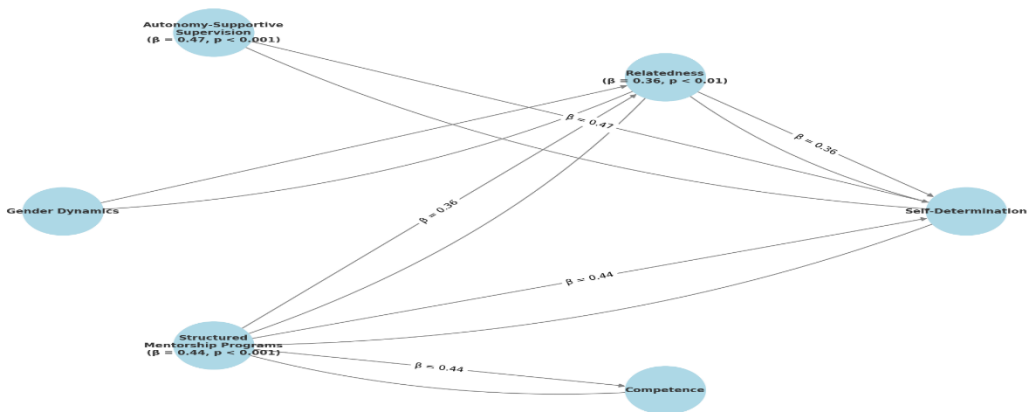 Autonomy-Supportive
Supervision
(β = 0.47, p < 0.001)
Relatedness
(β = 0.36, p < 0.01)
β = 0.47
β = 0.36
Gender Dynamics
β = 0.36
Self-Determination
β = 0.44
Structured
Mentorship Programs
(β = 0.44, p < 0.001)
β = 0.44
Competence